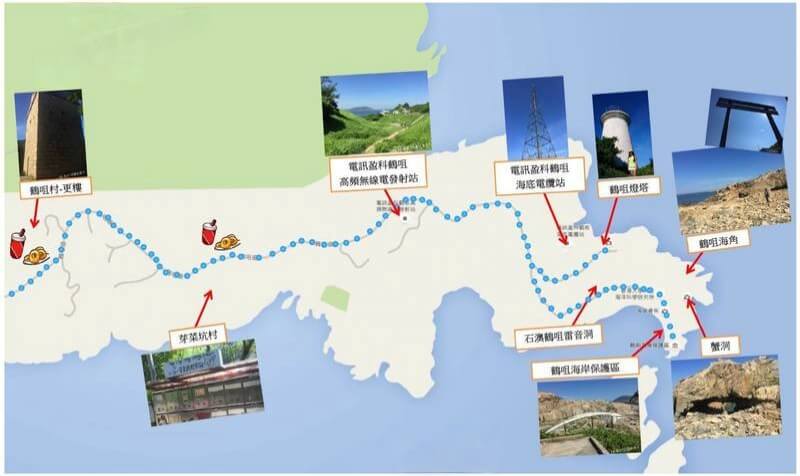 鶴咀村-更樓
電訊盈科鶴咀
高頻無線電發射站
電訊盈科鶴咀
海底電纜站
鶴咀燈塔
鶴咀海角
芽菜坑村
石澳鶴咀雷音洞
鶴咀海岸保護區
蟹洞